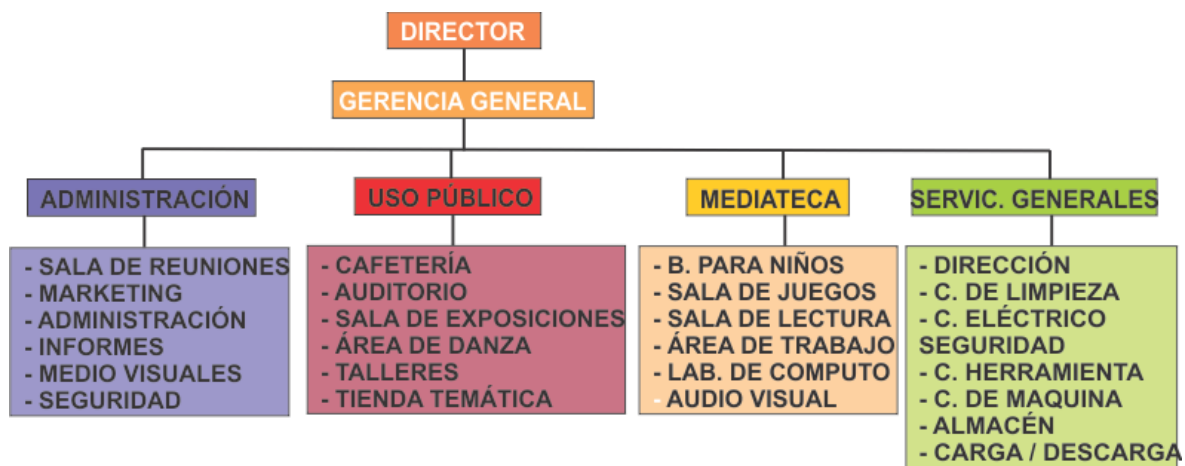 DIRECTOR
GERENCIA GENERAL
ADMINISTRACIÓN
- SALA DE REUNIONES
- MARKETING
- ADMINISTRACIÓN
- INFORMES
- MEDIO VISUALES
- SEGURIDAD
USO PÚBLICO
- CAFETERÍA
- AUDITORIO
- SALA DE EXPOSICIONES
- ÁREA DE DANZA
- TALLERES
- TIENDA TEMÁTICA
MEDIATECA
- B. PARA NIÑOS
- SALA DE JUEGOS
- SALA DE LECTURA
- ÁREA DE TRABAJO
- LAB. DE COMPUTO
- AUDIO VISUAL
SERVIC. GENERALES
- DIRECCIÓN
- C. DE LIMPIEZA
- C. ELÉCTRICO
SEGURIDAD
- C. HERRAMIENTA
- C. DE MAQUINA
- ALMACÉN
- CARGA / DESCARGA